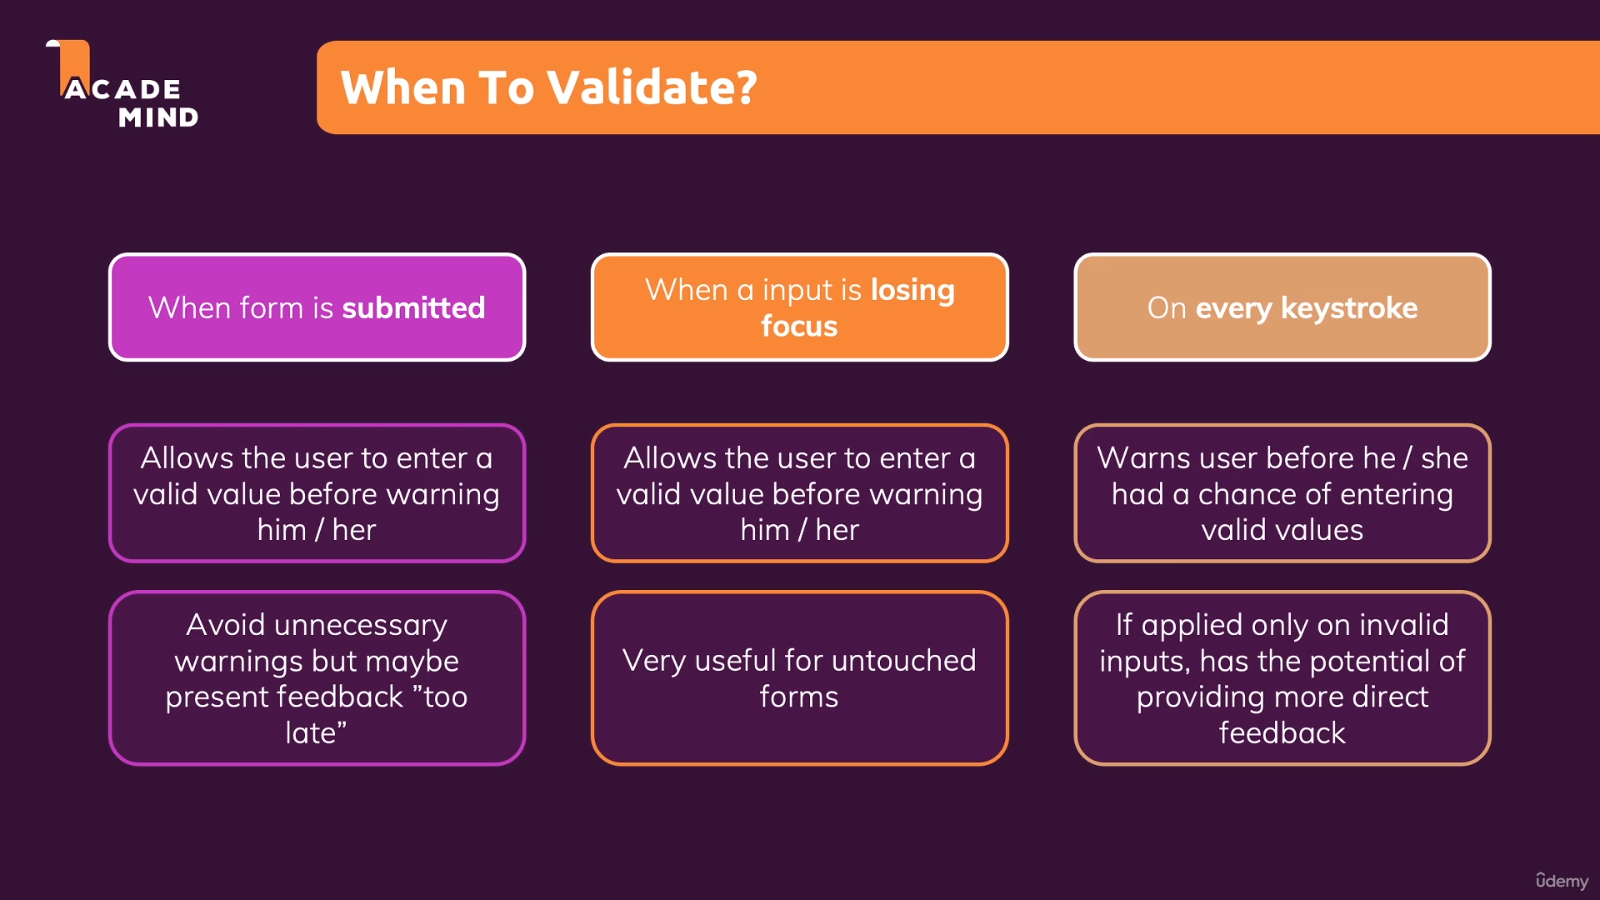 ACADE
MIND
When To Validate?
When form is submitted
When a input is losing
focus
On every keystroke
Allows the user to enter a
valid value before warning
him / her
Allows the user to enter a
valid value before warning
him / her
Warns user before he / she
had a chance of entering
valid values
Avoid unnecessary
warnings but maybe
present feedback ”too
late”
Very useful for untouched
forms
If applied only on invalid
inputs, has the potential of
providing more direct
feedback
ûdemy